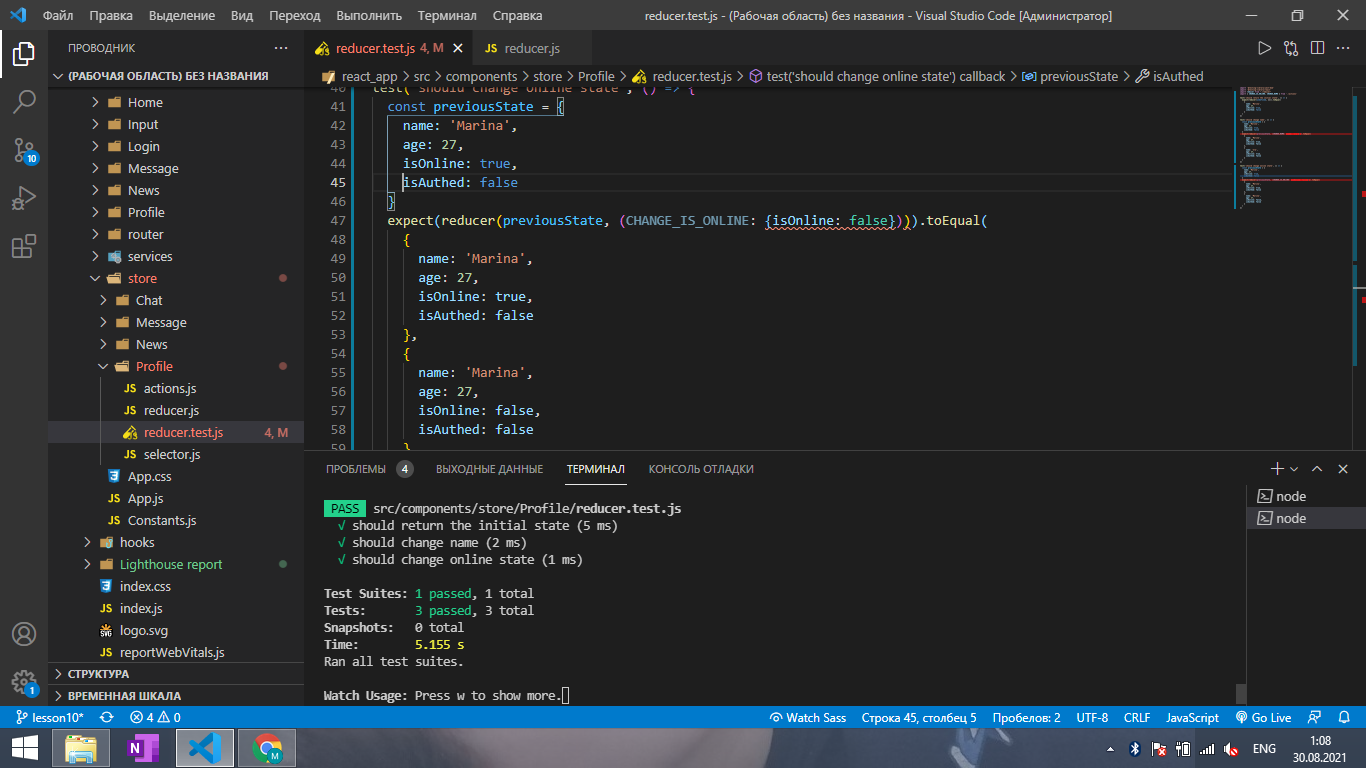 Файл Правка Выделение Вид Переход Выполнить Терминал Справка reducer.test.js - (Рабочая область) без названия - Visual Studio Code [Администратор]
ПРОВОДНИК ...
(РАБОЧАЯ ОБЛАСТЬ) БЕЗ НАЗВАНИЯ
Home
Input
Login
Message
News
Profile
router
services
store
Chat
Message
News
Profile
JS actions.js
JS reducer.js
reducer.test.js 4, M
JS selector.js
App.css
JS App.js
JS Constants.js
hooks
Lighthouse report
index.css
JS index.js
logo.svg
JS reportWebVitals.js
СТРУКТУРА
ВРЕМЕННАЯ ШКАЛА
10
1
reducer.test.js 4, M
JS reducer.js
react_app > src > components > store > Profile > reducer.test.js > test('should change online state') callback > previousState > isAuthed
40 test('should change online state', () => {
41 const previousState = {
42 name: 'Marina',
43 age: 27,
44 isOnline: true,
45 isAuthed: false
46 }
47 expect(reducer(previousState, (CHANGE_IS_ONLINE: {isOnline: false}))).toEqual(
48 {
49 name: 'Marina',
50 age: 27,
51 isOnline: true,
52 isAuthed: false
53 },
54 {
55 name: 'Marina',
56 age: 27,
57 isOnline: false,
58 isAuthed: false
59 }
ПРОБЛЕМЫ 4 ВЫХОДНЫЕ ДАННЫЕ ТЕРМИНАЛ КОНСОЛЬ ОТЛАДКИ
PASS src/components/store/Profile/reducer.test.js
√ should return the initial state (5 ms)
√ should change name (2 ms)
√ should change online state (1 ms)
Test Suites: 1 passed, 1 total
Tests: 3 passed, 3 total
Snapshots: 0 total
Time: 5.155 s
Ran all test suites.
Watch Usage: Press w to show more.
node
node
lesson10* 4 0 Watch Sass Строка 45, столбец 5 Пробелов: 2 UTF-8 CRLF JavaScript Go Live
ENG
1:08
30.08.2021